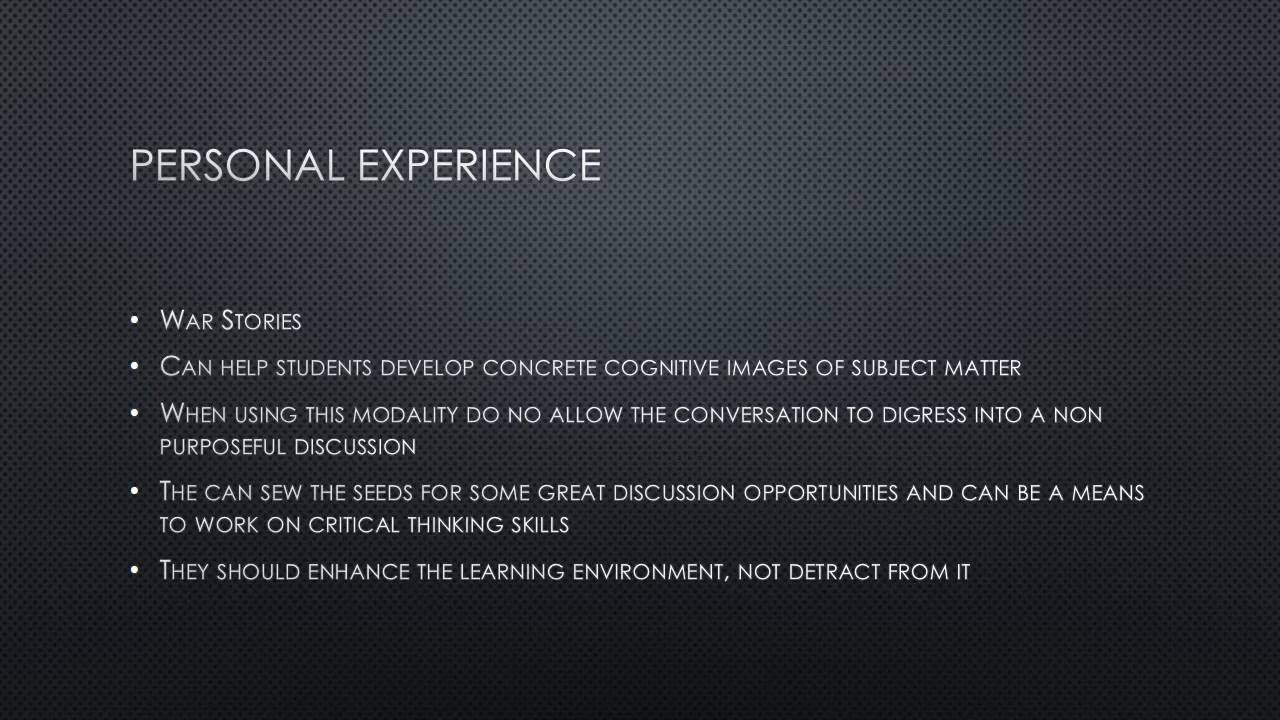 PERSONAL EXPERIENCE
• WAR STORIES
• CAN HELP STUDENTS DEVELOP CONCRETE COGNITIVE IMAGES OF SUBJECT MATTER
• WHEN USING THIS MODALITY DO NO ALLOW THE CONVERSATION TO DIGRESS INTO A NON
PURPOSEFUL DISCUSSION
• THE CAN SEW THE SEEDS FOR SOME GREAT DISCUSSION OPPORTUNITIES AND CAN BE A MEANS
TO WORK ON CRITICAL THINKING SKILLS
• THEY SHOULD ENHANCE THE LEARNING ENVIRONMENT, NOT DETRACT FROM IT